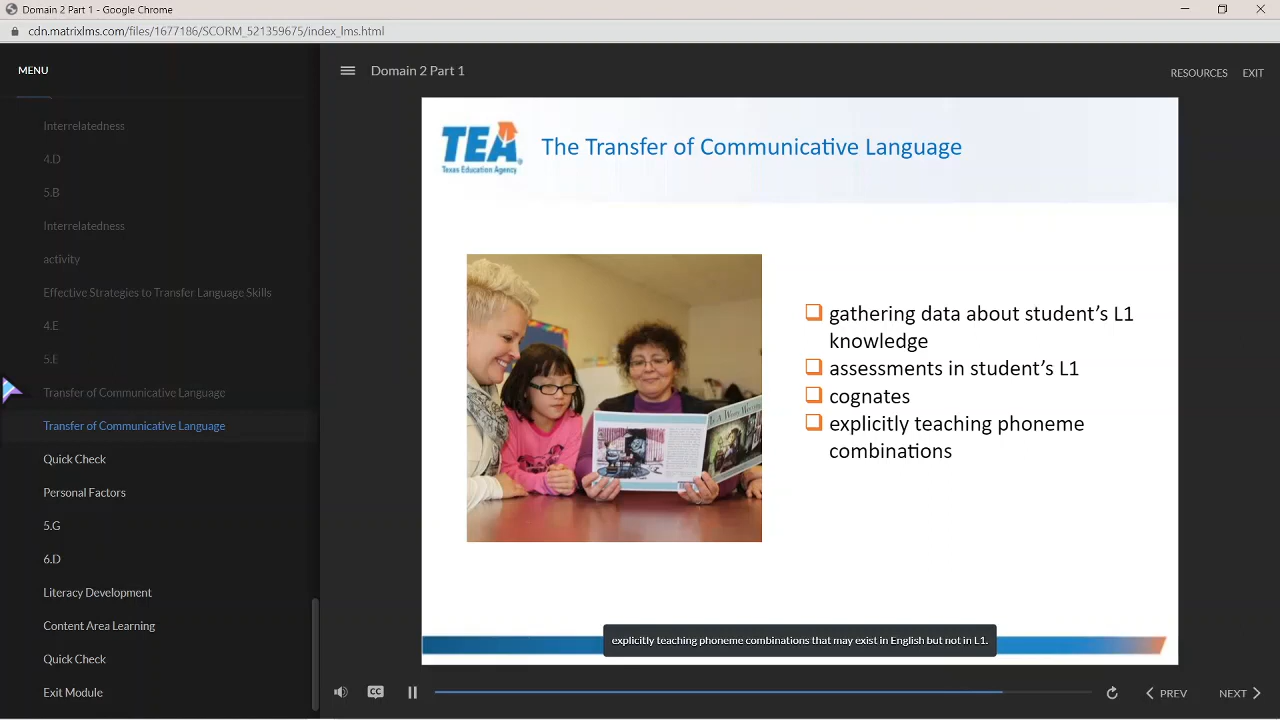 Domain 2 Part 1 - Google Chrome
cdn.matrixlms.com/files/1677186/SCORM_521359675/index_lms.html
MENU
Interrelatedness
4.D
5.B
Interrelatedness
activity
Effective Strategies to Transfer Language Skills
4.E
5.E
Transfer of Communicative Language
Transfer of Communicative Language
Quick Check
Personal Factors
5.G
6.D
Literacy Development
Content Area Learning
Quick Check
Exit Module
Domain 2 Part 1
RESOURCES
EXIT
TEA
Texas Education Agency
The Transfer of Communicative Language
gathering data about student's L1
knowledge
assessments in student's L1
cognates
explicitly teaching phoneme
combinations
explicitly teaching phoneme combinations that may exist in English but not in L1.
CC
PREV
NEXT